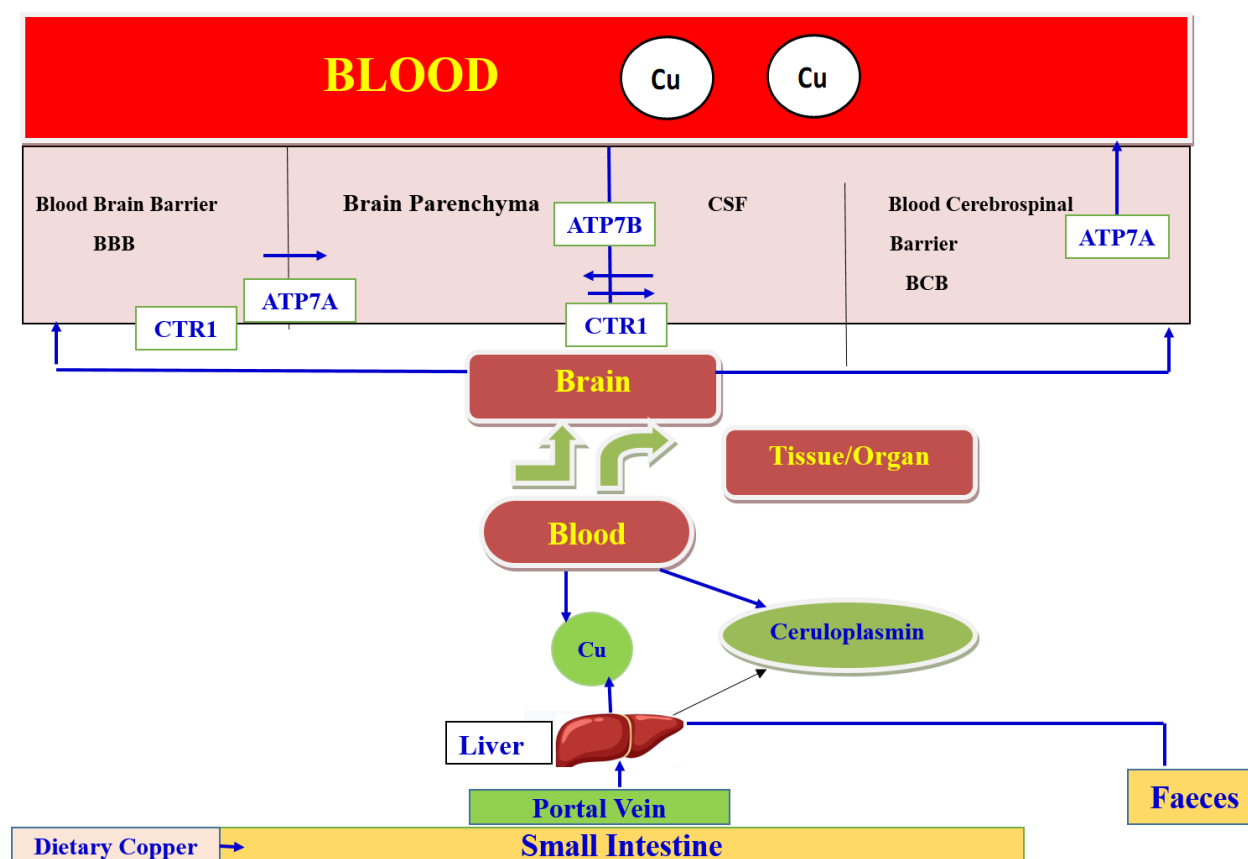 BLOOD
Cu
Cu
Blood Brain Barrier
BBB
Brain Parenchyma
ATP7B
CSF
Blood Cerebrospinal
Barrier
BCB
ATP7A
ATP7A
CTR1
CTR1
Brain
Tissue/Organ
Blood
Cu
Ceruloplasmin
Liver
Portal Vein
Faeces
Dietary Copper
Small Intestine